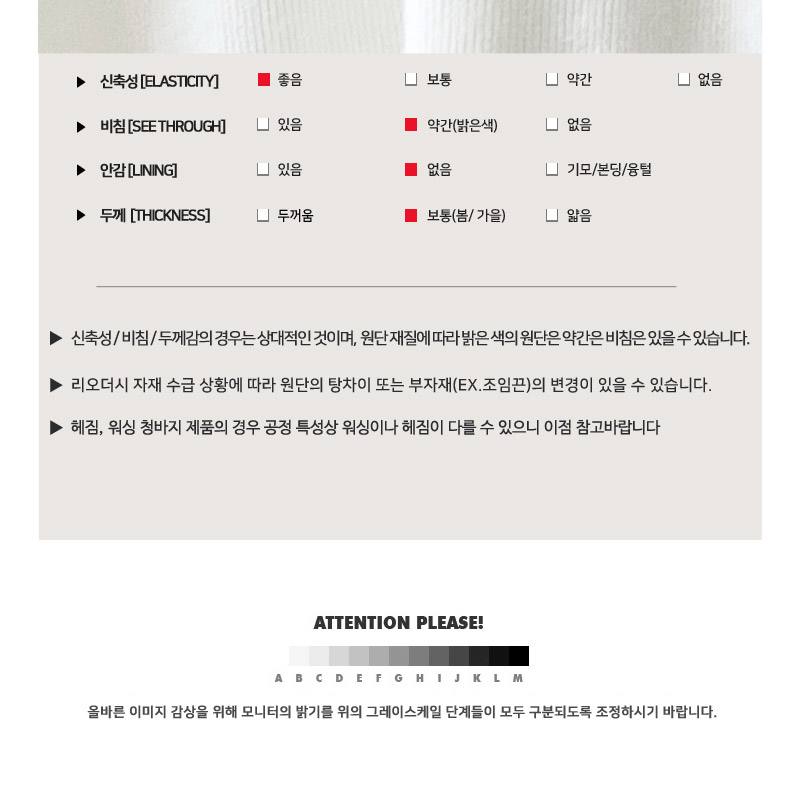 ▶ 신축성 [ELASTICITY] ■ 좋음 □ 보통 □ 약간 □ 없음
▶ 비침 [SEE THROUGH] □ 있음 ■ 약간(밝은색) □ 없음
▶ 안감 [LINING] □ 있음 ■ 없음 □ 기모/본딩/융털
▶ 두께 [THICKNESS] □ 두꺼움 ■ 보통(봄/ 가을) □ 얇음
▶ 신축성 / 비침 / 두께감의 경우는 상대적인 것이며, 원단 재질에 따라 밝은 색의 원단은 약간은 비침은 있을 수 있습니다.
▶ 리오더시 자재 수급 상황에 따라 원단의 탕차이 또는 부자재(EX.조임끈)의 변경이 있을 수 있습니다.
▶ 헤짐, 워싱 청바지 제품의 경우 공정 특성상 워싱이나 헤짐이 다를 수 있으니 이점 참고바랍니다
ATTENTION PLEASE!
A B C D E F G H I J K L M
올바른 이미지 감상을 위해 모니터의 밝기를 위의 그레이스케일 단계들이 모두 구분되도록 조정하시기 바랍니다.